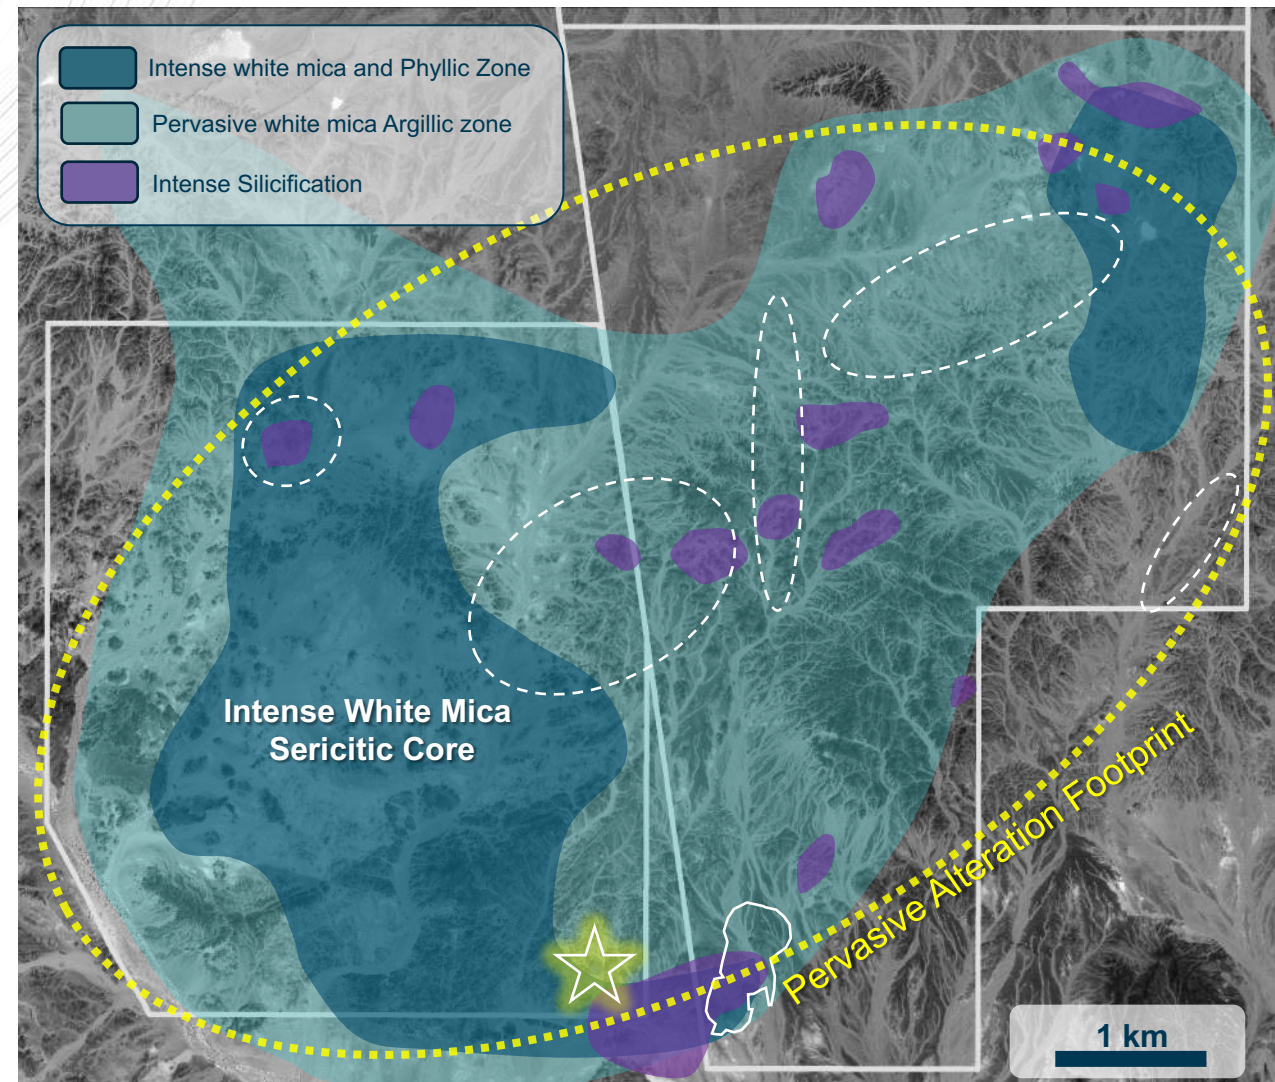 Intense white mica and Phyllic Zone
Pervasive white mica Argillic zone
Intense Silicification
Intense White Mica
Sericitic Core
Pervasive Alteration Footprint
1 km